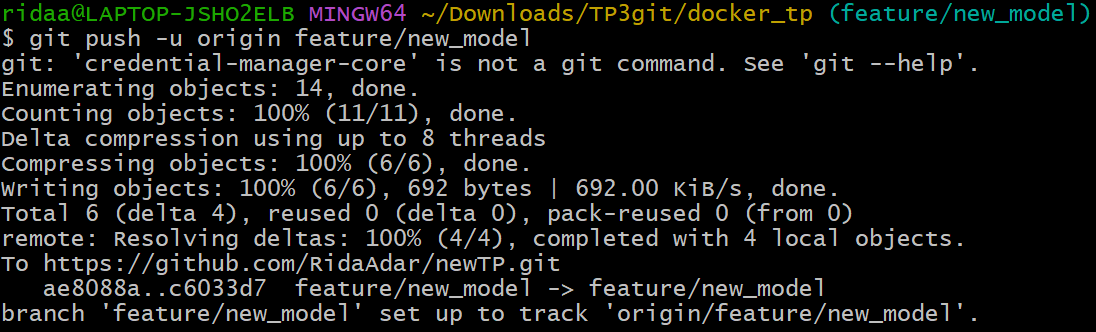 ridaa@LAPTOP-JSHO2ELB MINGW64 ~/Downloads/TP3git/docker_tp (feature/new_model)
$ git push -u origin feature/new_model
git: 'credential-manager-core' is not a git command. See 'git --help'.
Enumerating objects: 14, done.
Counting objects: 100% (11/11), done.
Delta compression using up to 8 threads
Compressing objects: 100% (6/6), done.
Writing objects: 100% (6/6), 692 bytes | 692.00 KiB/s, done.
Total 6 (delta 4), reused 0 (delta 0), pack-reused 0 (from 0)
remote: Resolving deltas: 100% (4/4), completed with 4 local objects.
To https://github.com/RidaAdar/newTP.git
   ae8088a..c6033d7  feature/new_model -> feature/new_model
branch 'feature/new_model' set up to track 'origin/feature/new_model'.